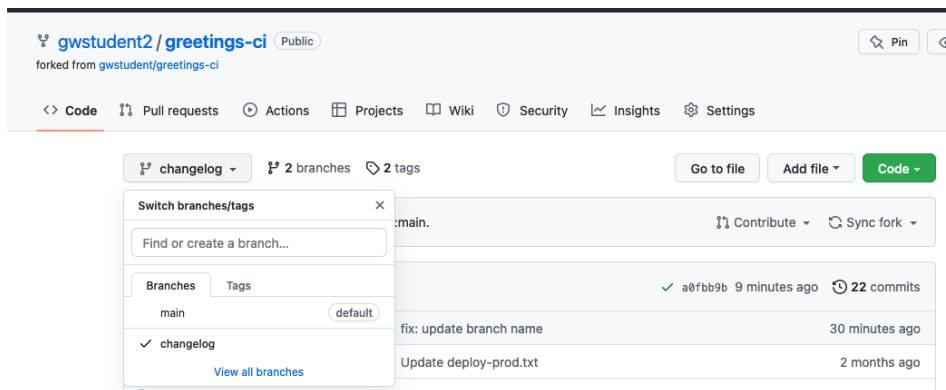 gwstudent2 / greetings-ci Public
Pin
forked from gwstudent/greetings-ci
Code Pull requests Actions Projects Wiki Security Insights Settings
changelog 2 branches 2 tags Go to file Add file Code
Switch branches/tags
:main. Contribute Sync fork
Find or create a branch...
Branches Tags
a0fbb9b 9 minutes ago 22 commits
main default
fix: update branch name 30 minutes ago
changelog
Update deploy-prod.txt 2 months ago
View all branches